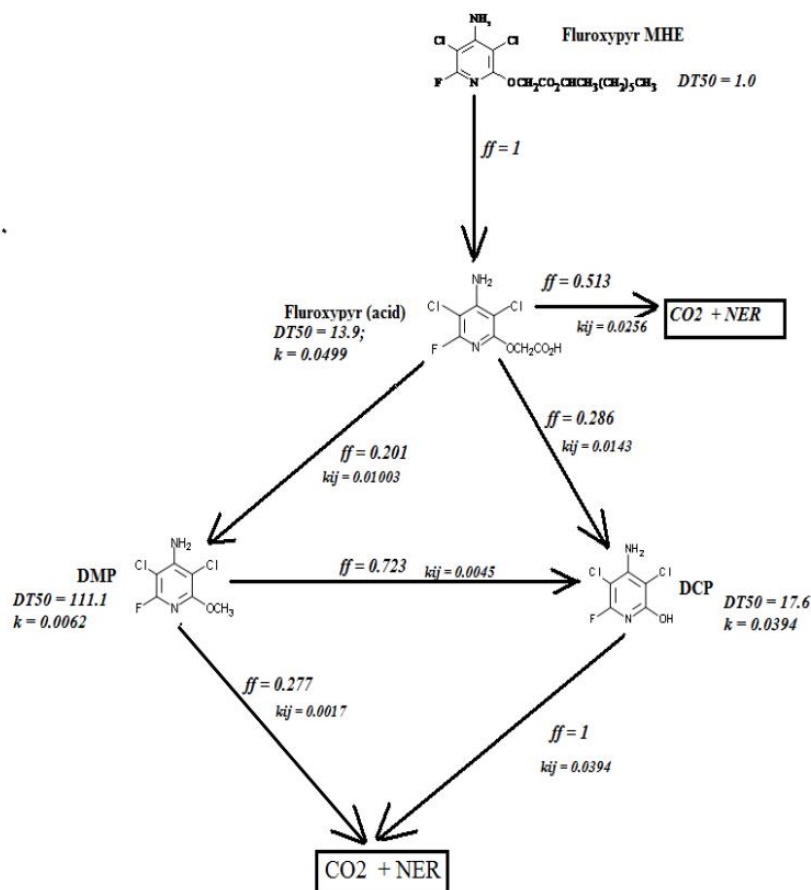 NH₂
Cl Cl
F N OCH₂CO₂CHCH₃(CH₂)₅CH₃
Fluroxypyr MHE
DT50 = 1.0
ff = 1
Fluroxypyr (acid)
DT50 = 13.9;
k = 0.0499
NH₂
Cl Cl
F N OCH₂CO₂H
ff = 0.513
kij = 0.0256
CO2 + NER
ff = 0.201
kij = 0.01003
ff = 0.286
kij = 0.0143
DMP
DT50 = 111.1
k = 0.0062
NH₂
Cl Cl
F N OCH₃
ff = 0.723 kij = 0.0045
NH₂
Cl Cl
F N OH
DCP
DT50 = 17.6
k = 0.0394
ff = 0.277
kij = 0.0017
ff = 1
kij = 0.0394
CO2 + NER